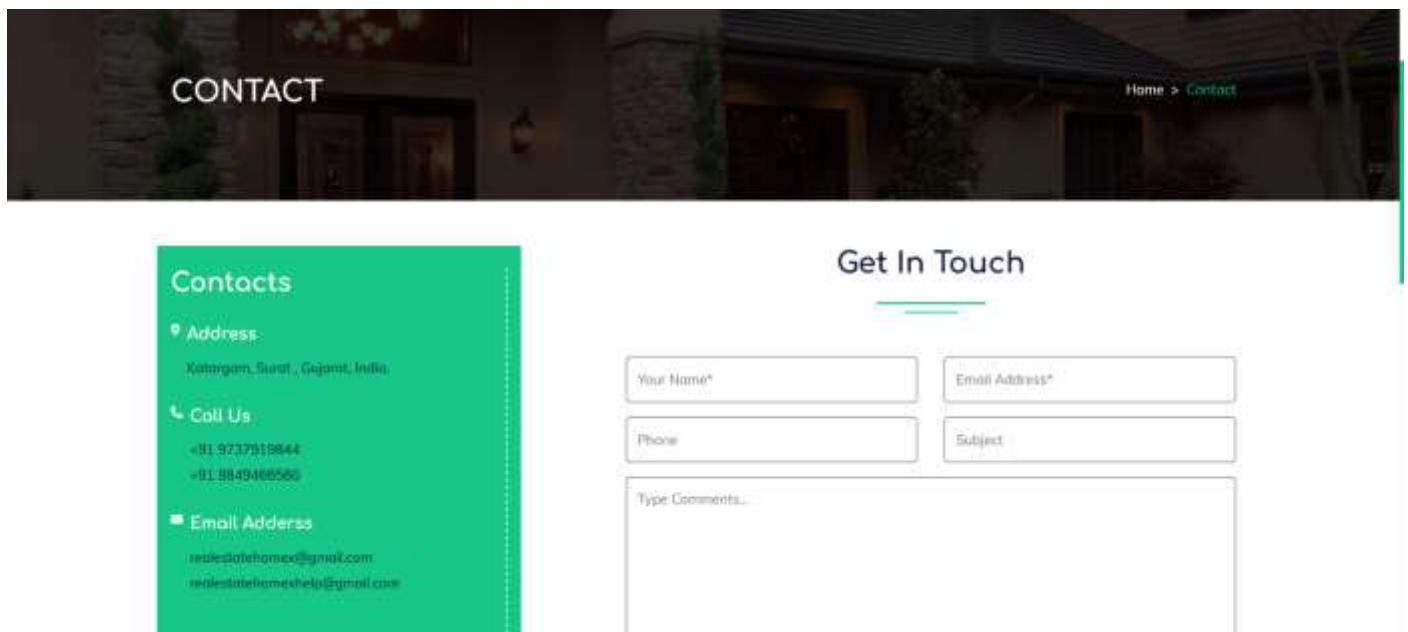 CONTACT
Home > Contact
Contacts
Address
Katargam, Surat , Gujarat, India.
Call Us
+91 9737919844
+91 9849466560
Email Adderss
realestatehomex@gmail.com
realestatehomexhelp@gmail.com
Get In Touch
Your Name*
Email Address*
Phone
Subject
Type Comments...